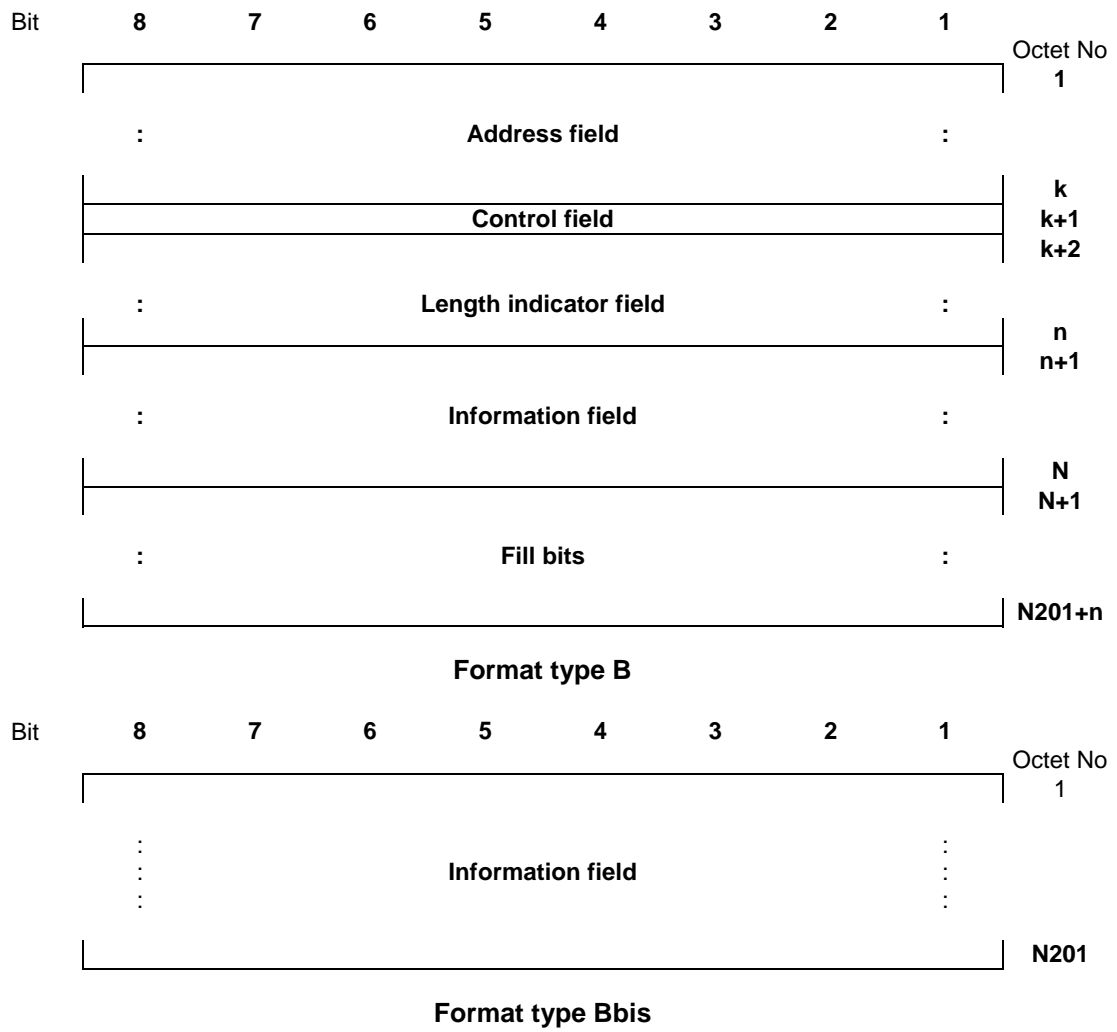 Bit 8 7 6 5 4 3 2 1
Octet No
1
: Address field :
k
Control field k+1
k+2
: Length indicator field :
n
n+1
: Information field :
N
N+1
: Fill bits :
N201+n
Format type B
Bit 8 7 6 5 4 3 2 1
Octet No
1
: :
: Information field :
: :
N201
Format type Bbis